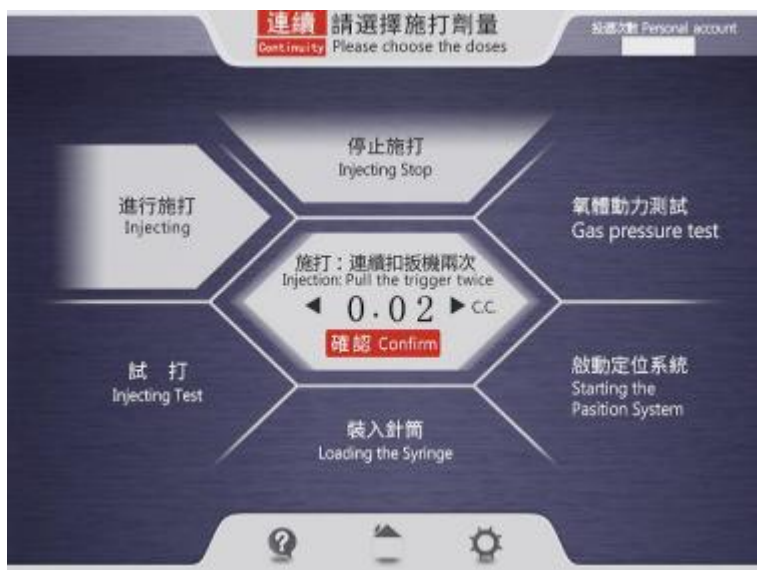 連續 請選擇施打劑量
Continuity Please choose the doses
Personal account
停止施打
Injecting Stop
進行施打
Injecting
氣體動力測試
Gas pressure test
施打：連續扣扳機兩次
Injection: Pull the trigger twice
◀ 0.02 ▶ C.C.
確認 Confirm
試 打
Injecting Test
啟動定位系統
Starting the
Pasition System
裝入針筒
Loading the Syringe